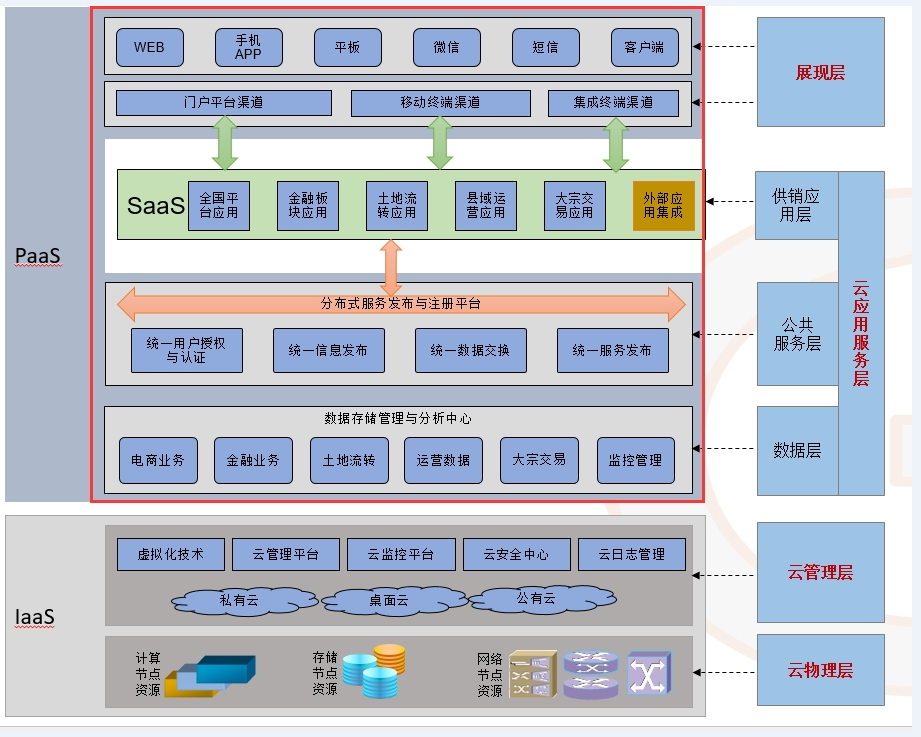 WEB
手机
APP
平板
微信
短信
客户端
展现层
门户平台渠道
移动终端渠道
集成终端渠道
PaaS
SaaS
全国平
台应用
金融板
块应用
土地流
转应用
县域运
营应用
大宗交
易应用
外部应
用集成
供销应
用层
分布式服务发布与注册平台
统一用户授权
与认证
统一信息发布
统一数据交换
统一服务发布
公共
服务层
云应用服务层
数据存储管理与分析中心
电商业务
金融业务
土地流转
运营数据
大宗交易
监控管理
数据层
IaaS
虚拟化技术
云管理平台
云监控平台
云安全中心
云日志管理
私有云
桌面云
公有云
云管理层
计算
节点
资源
存储
节点
资源
网络
节点
资源
云物理层